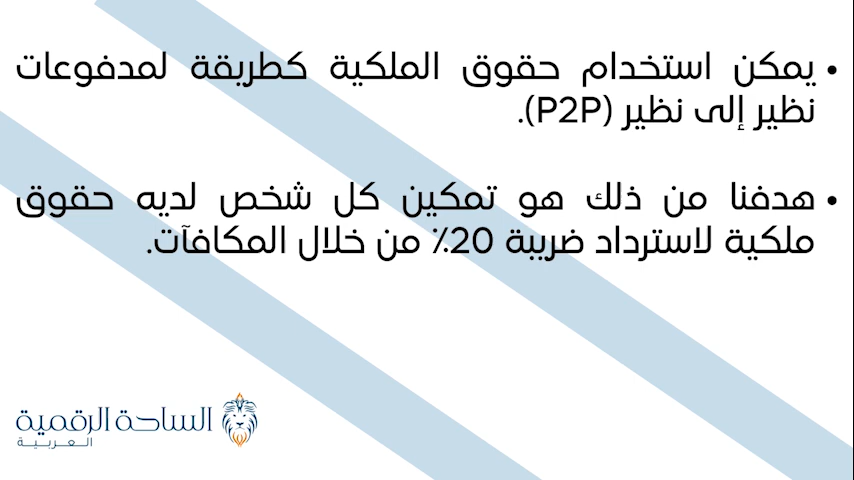 • يمكن استخدام حقوق الملكية كطريقة لمدفوعات
نظير إلى نظير (P2P).
• هدفنا من ذلك هو تمكين كل شخص لديه حقوق
ملكية لاسترداد ضريبة 20٪ من خلال المكافآت.
الساحة الرقمية
العربية